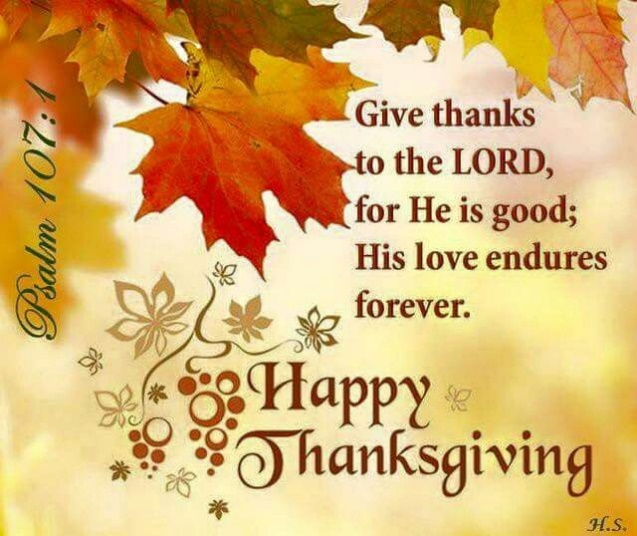 Psalm 107:1
Give thanks
to the LORD,
for He is good;
His love endures
forever.
Happy
Thanksgiving
H.S.